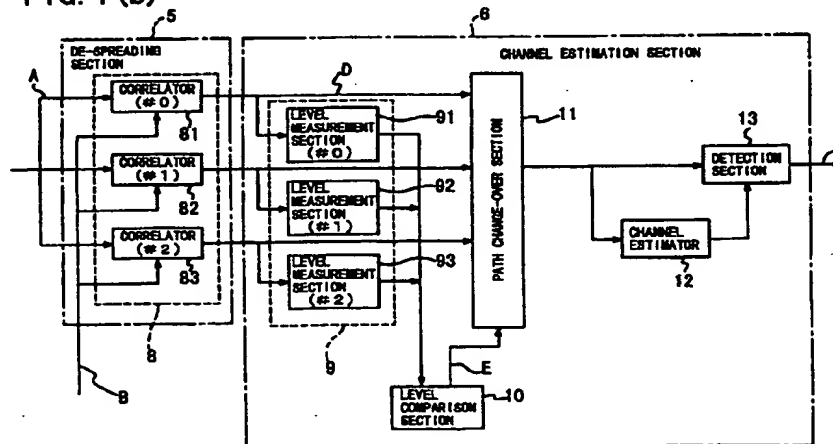 FIG. 1 (b)
5
6
DE-SPREADING
SECTION
CHANNEL ESTIMATION SECTION
A
CORRELATOR
(#0)
81
D
LEVEL
MEASUREMENT
SECTION
(#0)
91
11
13
DETECTION
SECTION
CORRELATOR
(#1)
82
LEVEL
MEASUREMENT
SECTION
(#1)
92
PATH CHANGE-OVER SECTION
CHANNEL
ESTIMATOR
12
CORRELATOR
(#2)
83
LEVEL
MEASUREMENT
SECTION
(#2)
93
8
9
B
E
LEVEL
COMPARISON
SECTION
10